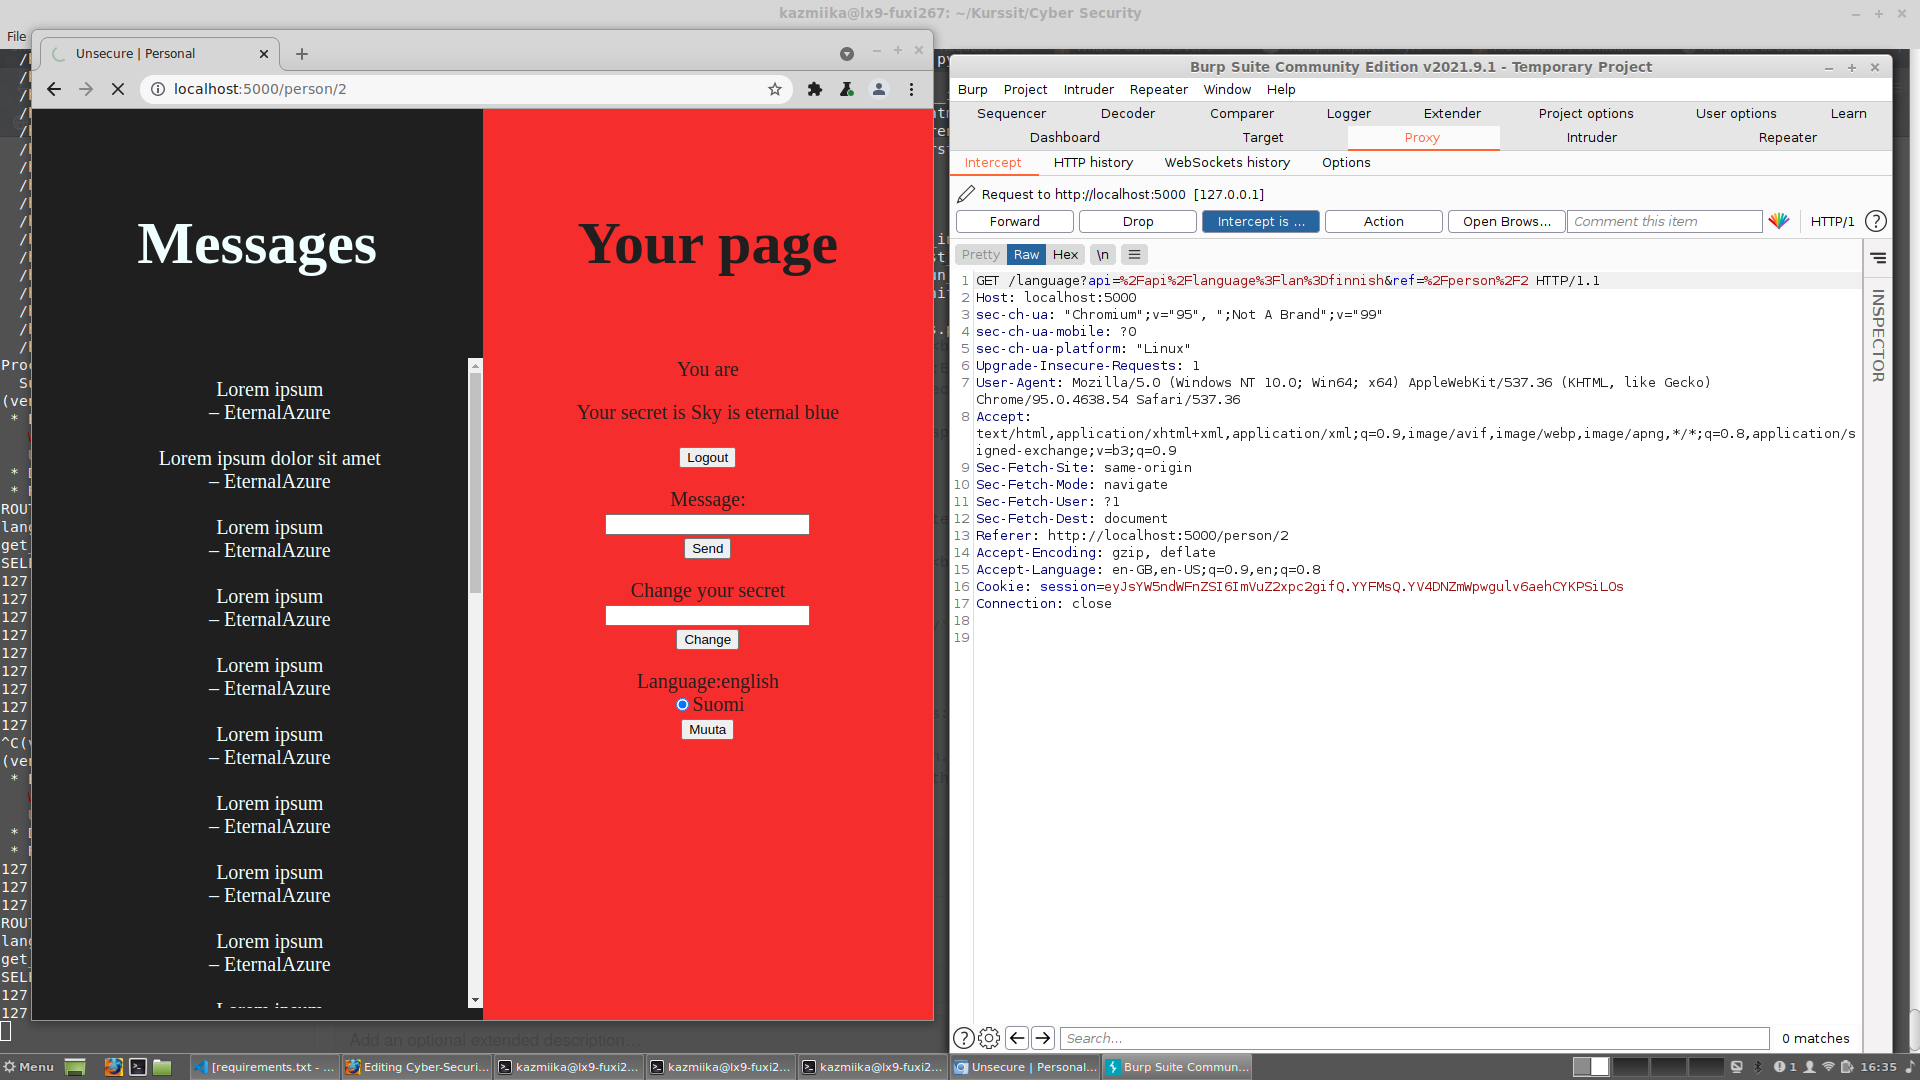 kazmiika@lx9-fuxi267: ~/Kurssit/Cyber Security
File
Unsecure | Personal
localhost:5000/person/2
Messages
Lorem ipsum
– EternalAzure
Lorem ipsum dolor sit amet
– EternalAzure
Lorem ipsum
– EternalAzure
Lorem ipsum
– EternalAzure
Lorem ipsum
– EternalAzure
Lorem ipsum
– EternalAzure
Lorem ipsum
– EternalAzure
Lorem ipsum
– EternalAzure
Lorem ipsum
– EternalAzure
Lorem ipsum
Your page
You are
Your secret is Sky is eternal blue
Logout
Message:
Send
Change your secret
Change
Language:english
Suomi
Muuta
Burp Suite Community Edition v2021.9.1 - Temporary Project
Burp Project Intruder Repeater Window Help
Sequencer Decoder Comparer Logger Extender Project options User options Learn
Dashboard Target Proxy Intruder Repeater
Intercept HTTP history WebSockets history Options
Request to http://localhost:5000 [127.0.0.1]
Forward Drop Intercept is ... Action Open Brows... Comment this item HTTP/1 ?
Pretty Raw Hex \n
1 GET /language?api=%2Fapi%2Flanguage%3Flan%3Dfinnish&ref=%2Fperson%2F2 HTTP/1.1
2 Host: localhost:5000
3 sec-ch-ua: "Chromium";v="95", ";Not A Brand";v="99"
4 sec-ch-ua-mobile: ?0
5 sec-ch-ua-platform: "Linux"
6 Upgrade-Insecure-Requests: 1
7 User-Agent: Mozilla/5.0 (Windows NT 10.0; Win64; x64) AppleWebKit/537.36 (KHTML, like Gecko)
Chrome/95.0.4638.54 Safari/537.36
8 Accept:
text/html,application/xhtml+xml,application/xml;q=0.9,image/avif,image/webp,image/apng,*/*;q=0.8,application/s
igned-exchange;v=b3;q=0.9
9 Sec-Fetch-Site: same-origin
10 Sec-Fetch-Mode: navigate
11 Sec-Fetch-User: ?1
12 Sec-Fetch-Dest: document
13 Referer: http://localhost:5000/person/2
14 Accept-Encoding: gzip, deflate
15 Accept-Language: en-GB,en-US;q=0.9,en;q=0.8
16 Cookie: session=eyJsYW5ndWFnZSI6ImVuZ2xpc2gifQ.YYFMsQ.YV4DNZmWpwgulv6aehCYKPSiLOs
17 Connection: close
18
19
INSPECTOR
Search...
0 matches
Add an optional extended description...
Menu
[requirements.txt - ...
Editing Cyber-Securi...
kazmiika@lx9-fuxi2...
kazmiika@lx9-fuxi2...
kazmiika@lx9-fuxi2...
Unsecure | Personal...
Burp Suite Commun...
1
16:35